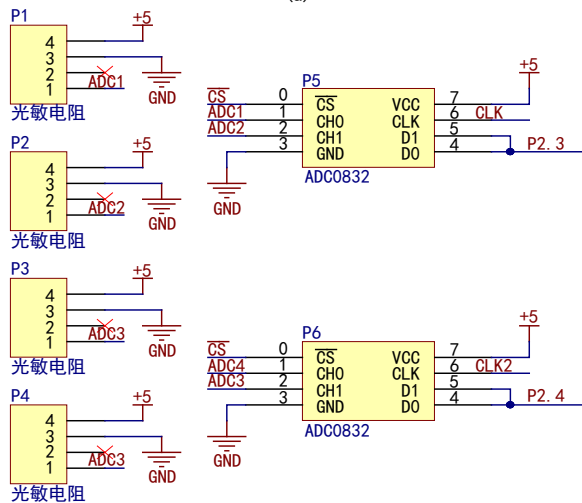 P1
+5
4
3
2
1
ADC1
GND
光敏电阻
P2
+5
4
3
2
1
ADC2
GND
光敏电阻
P3
+5
4
3
2
1
ADC3
GND
光敏电阻
P4
+5
4
3
2
1
ADC3
GND
光敏电阻
P5
+5
CS 0 CS VCC 7
ADC1 1 CH0 CLK 6 CLK
ADC2 2 CH1 D1 5
3 GND D0 4 P2.3
GND
ADC0832
P6
+5
CS 0 CS VCC 7
ADC4 1 CH0 CLK 6 CLK2
ADC3 2 CH1 D1 5
3 GND D0 4 P2.4
GND
ADC0832